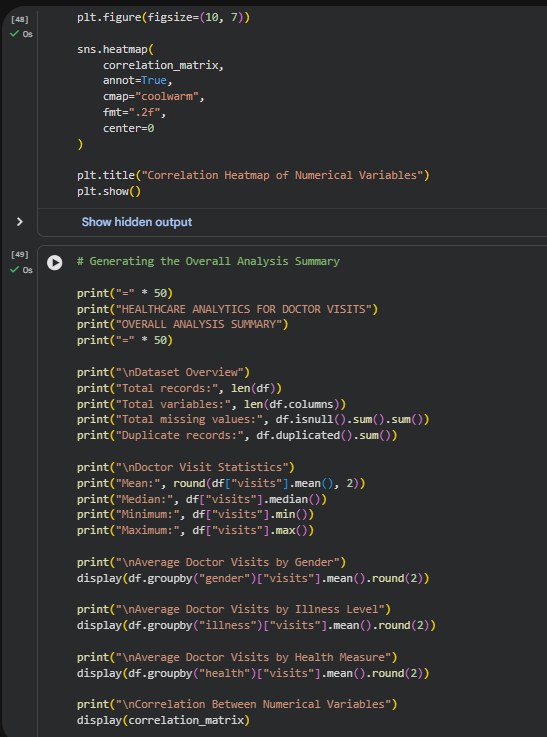 [48]
0s
plt.figure(figsize=(10, 7))
sns.heatmap(
    correlation_matrix,
    annot=True,
    cmap="coolwarm",
    fmt=".2f",
    center=0
)
plt.title("Correlation Heatmap of Numerical Variables")
plt.show()
Show hidden output
[49]
0s
# Generating the Overall Analysis Summary
print("=" * 50)
print("HEALTHCARE ANALYTICS FOR DOCTOR VISITS")
print("OVERALL ANALYSIS SUMMARY")
print("=" * 50)
print("\nDataset Overview")
print("Total records:", len(df))
print("Total variables:", len(df.columns))
print("Total missing values:", df.isnull().sum().sum())
print("Duplicate records:", df.duplicated().sum())
print("\nDoctor Visit Statistics")
print("Mean:", round(df["visits"].mean(), 2))
print("Median:", df["visits"].median())
print("Minimum:", df["visits"].min())
print("Maximum:", df["visits"].max())
print("\nAverage Doctor Visits by Gender")
display(df.groupby("gender")["visits"].mean().round(2))
print("\nAverage Doctor Visits by Illness Level")
display(df.groupby("illness")["visits"].mean().round(2))
print("\nAverage Doctor Visits by Health Measure")
display(df.groupby("health")["visits"].mean().round(2))
print("\nCorrelation Between Numerical Variables")
display(correlation_matrix)